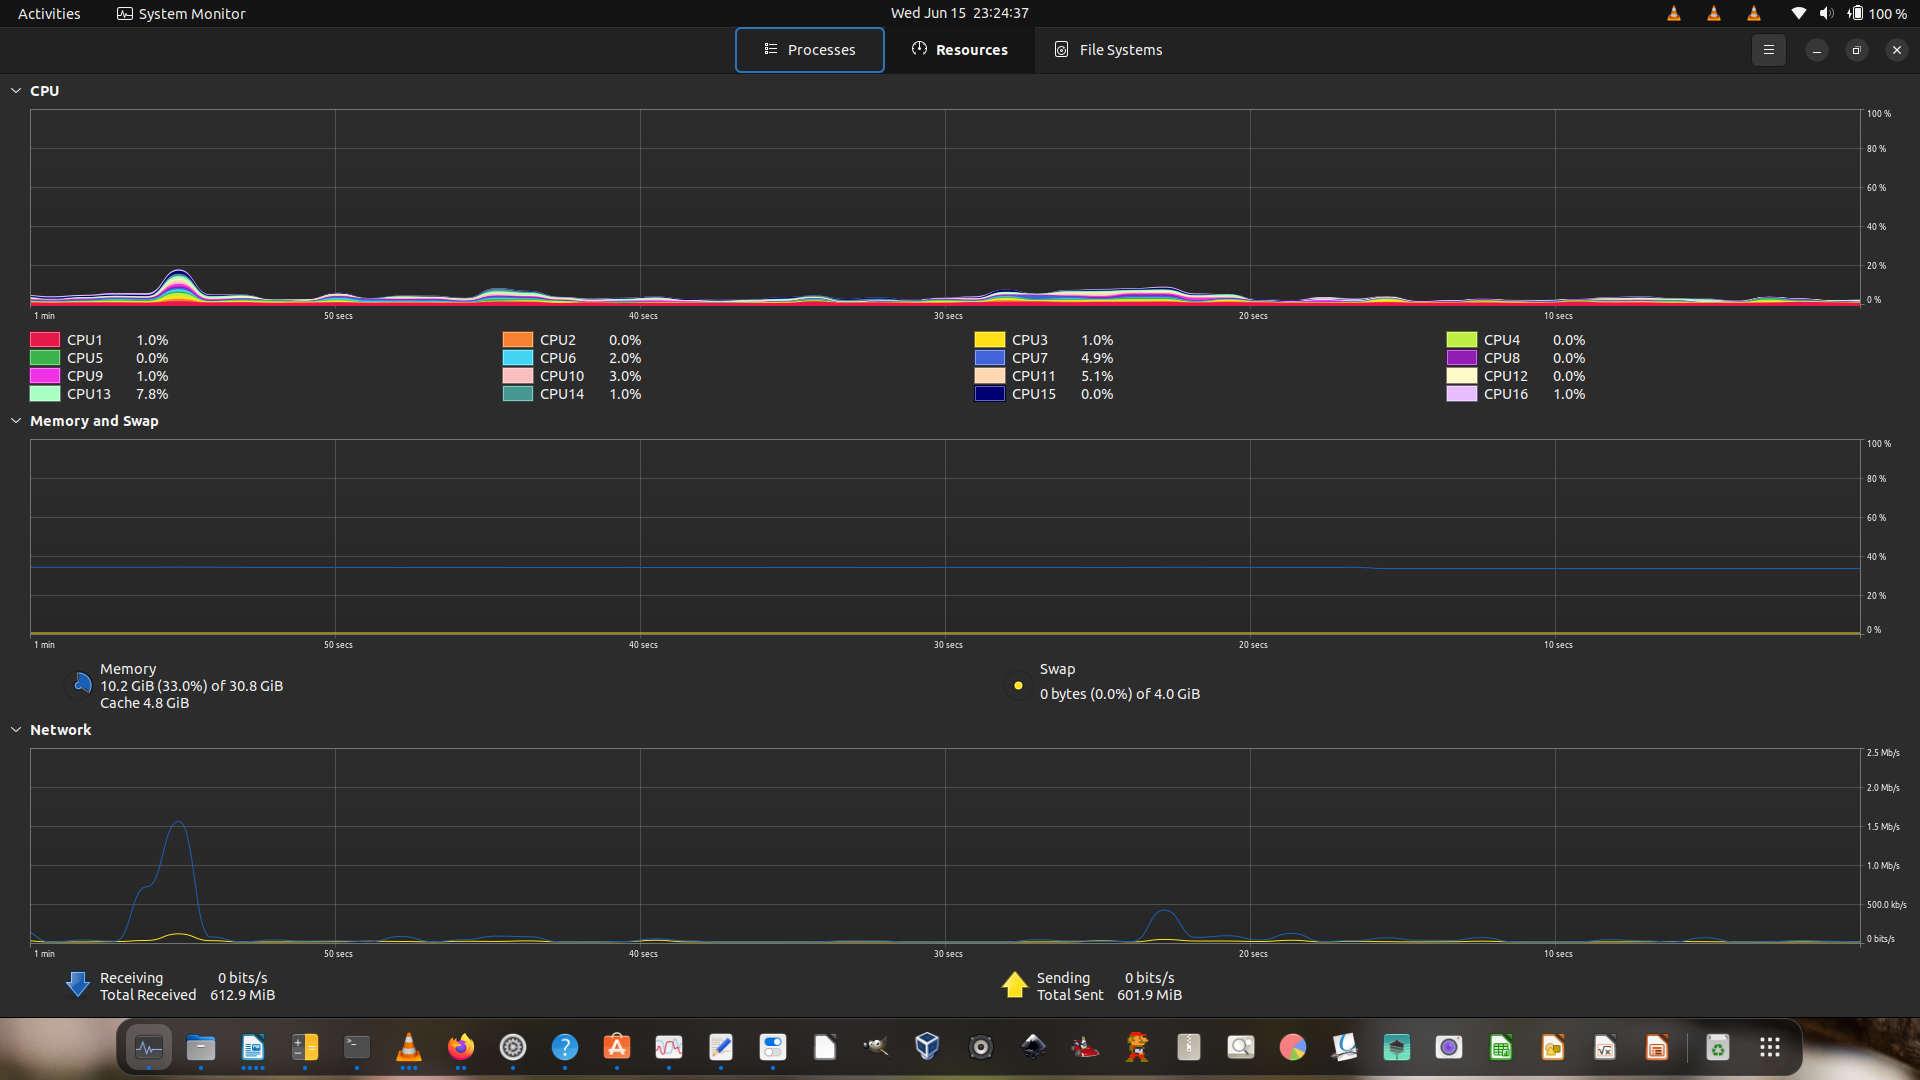 Activities System Monitor Wed Jun 15 23:24:37 100 %
Processes Resources File Systems
CPU
100 %
80 %
60 %
40 %
20 %
0 %
1 min 50 secs 40 secs 30 secs 20 secs 10 secs
CPU1 1.0% CPU2 0.0% CPU3 1.0% CPU4 0.0%
CPU5 0.0% CPU6 2.0% CPU7 4.9% CPU8 0.0%
CPU9 1.0% CPU10 3.0% CPU11 5.1% CPU12 0.0%
CPU13 7.8% CPU14 1.0% CPU15 0.0% CPU16 1.0%
Memory and Swap
100 %
80 %
60 %
40 %
20 %
0 %
1 min 50 secs 40 secs 30 secs 20 secs 10 secs
Memory
10.2 GiB (33.0%) of 30.8 GiB
Cache 4.8 GiB
Swap
0 bytes (0.0%) of 4.0 GiB
Network
2.5 Mb/s
2.0 Mb/s
1.5 Mb/s
1.0 Mb/s
500.0 kb/s
0 bits/s
1 min 50 secs 40 secs 30 secs 20 secs 10 secs
Receiving 0 bits/s
Total Received 612.9 MiB
Sending 0 bits/s
Total Sent 601.9 MiB